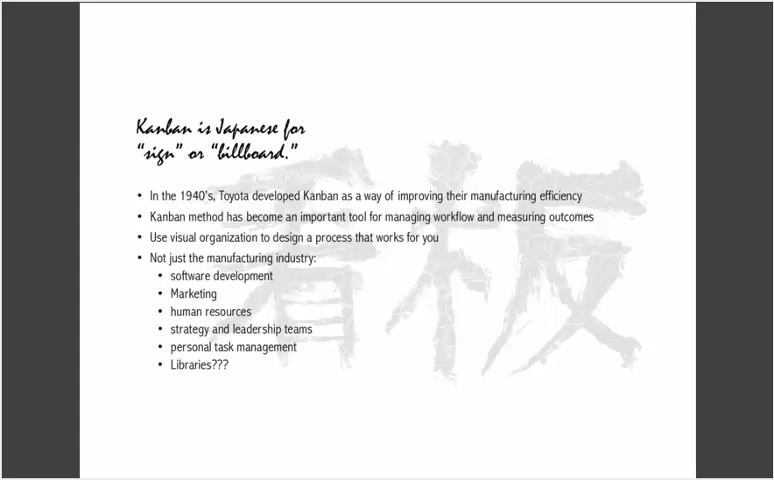 Kanban is Japanese for
“sign” or “billboard.”
看板
• In the 1940's, Toyota developed Kanban as a way of improving their manufacturing efficiency
• Kanban method has become an important tool for managing workflow and measuring outcomes
• Use visual organization to design a process that works for you
• Not just the manufacturing industry:
• software development
• Marketing
• human resources
• strategy and leadership teams
• personal task management
• Libraries???